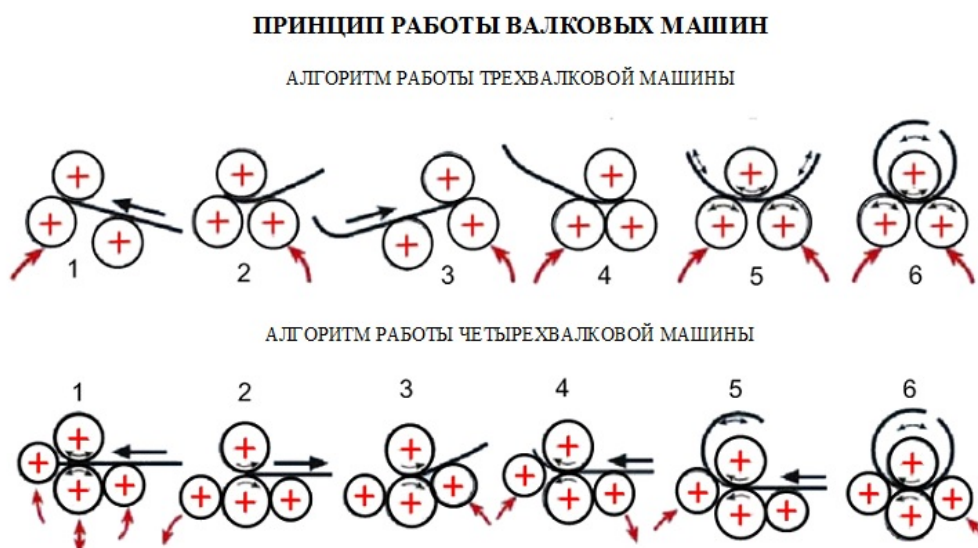 ПРИНЦИП РАБОТЫ ВАЛКОВЫХ МАШИН
АЛГОРИТМ РАБОТЫ ТРЕХВАЛКОВОЙ МАШИНЫ
1 2 3 4 5 6
АЛГОРИТМ РАБОТЫ ЧЕТЫРЕХВАЛКОВОЙ МАШИНЫ
1 2 3 4 5 6